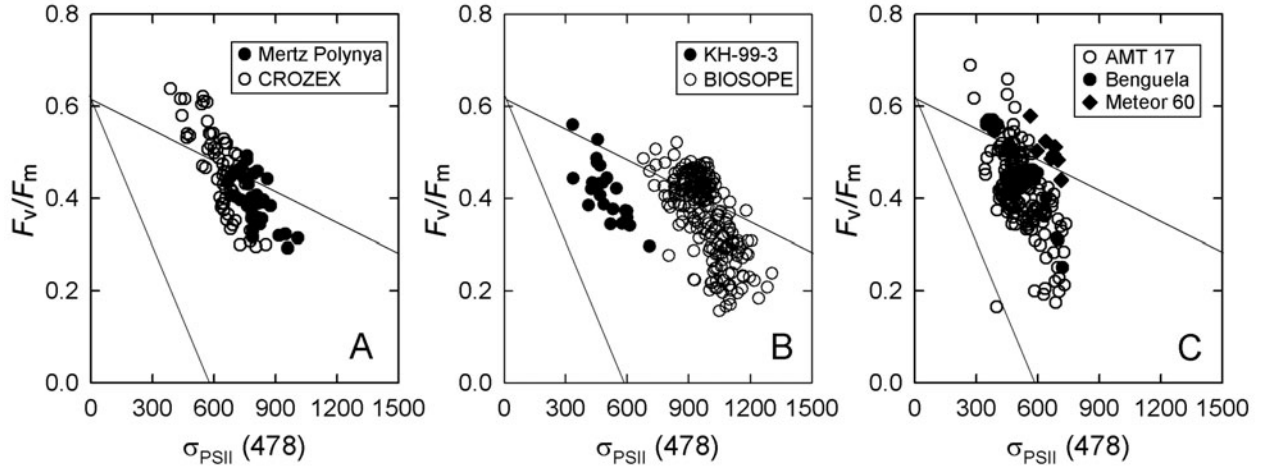 0.8
0.6
0.4
0.2
0.0
Fv/Fm
Mertz Polynya
CROZEX
A
0 300 600 900 1200 1500
σPSII (478)
0.8
0.6
0.4
0.2
0.0
Fv/Fm
KH-99-3
BIOSOPE
B
0 300 600 900 1200 1500
σPSII (478)
0.8
0.6
0.4
0.2
0.0
Fv/Fm
AMT 17
Benguela
Meteor 60
C
0 300 600 900 1200 1500
σPSII (478)